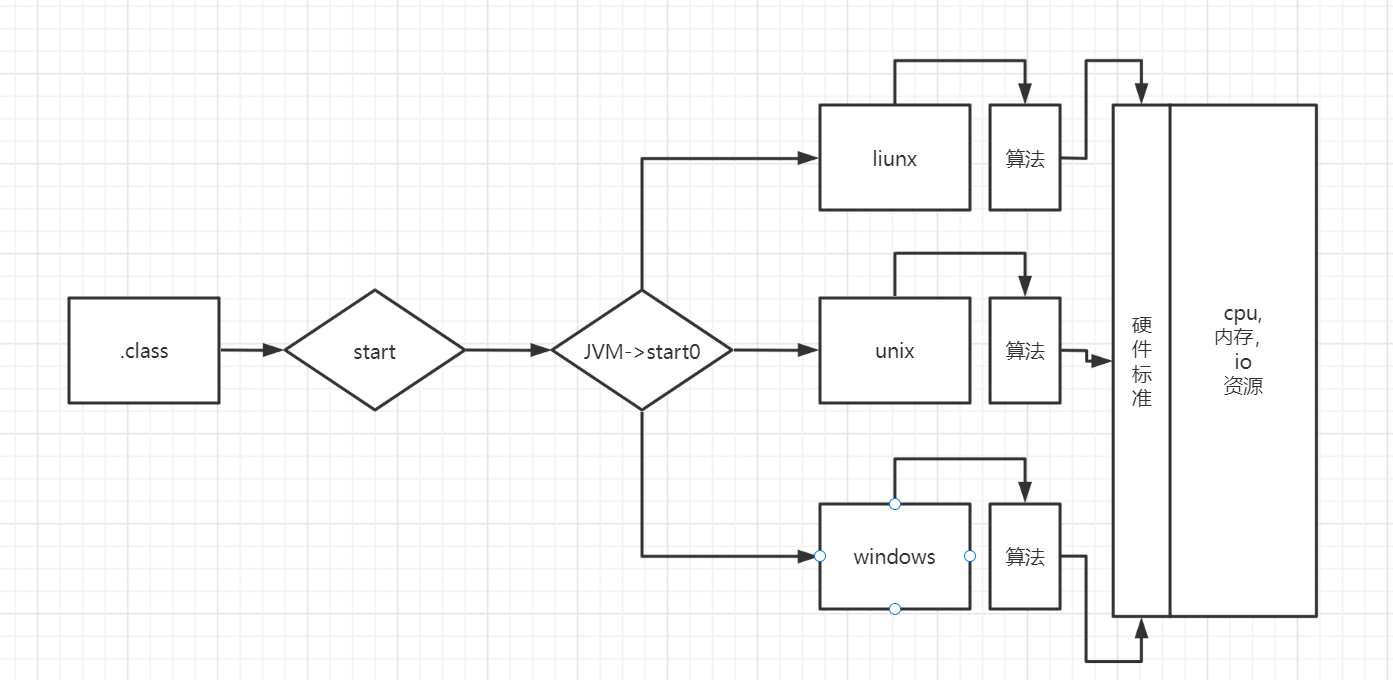 .class
start
JVM->start0
liunx
算法
unix
算法
windows
算法
硬
件
标
准
cpu,
内存，
io
资源